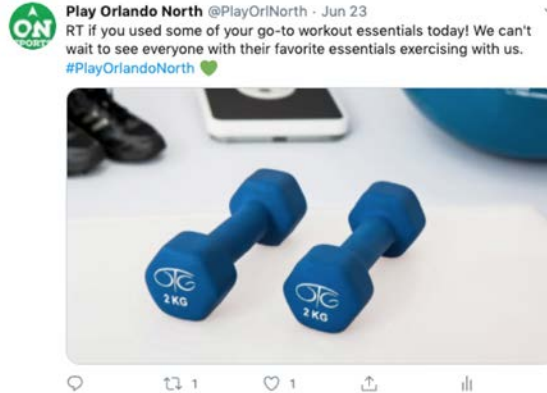 ON
SPORTS
Play Orlando North @PlayOrlNorth · Jun 23
RT if you used some of your go-to workout essentials today! We can't
wait to see everyone with their favorite essentials exercising with us.
#PlayOrlandoNorth 💚
OTG
2 KG
OTG
2 KG
1
1